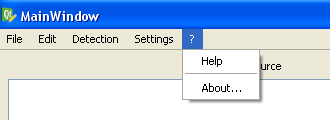 MainWindow
File Edit Detection Settings ?
Help
About...